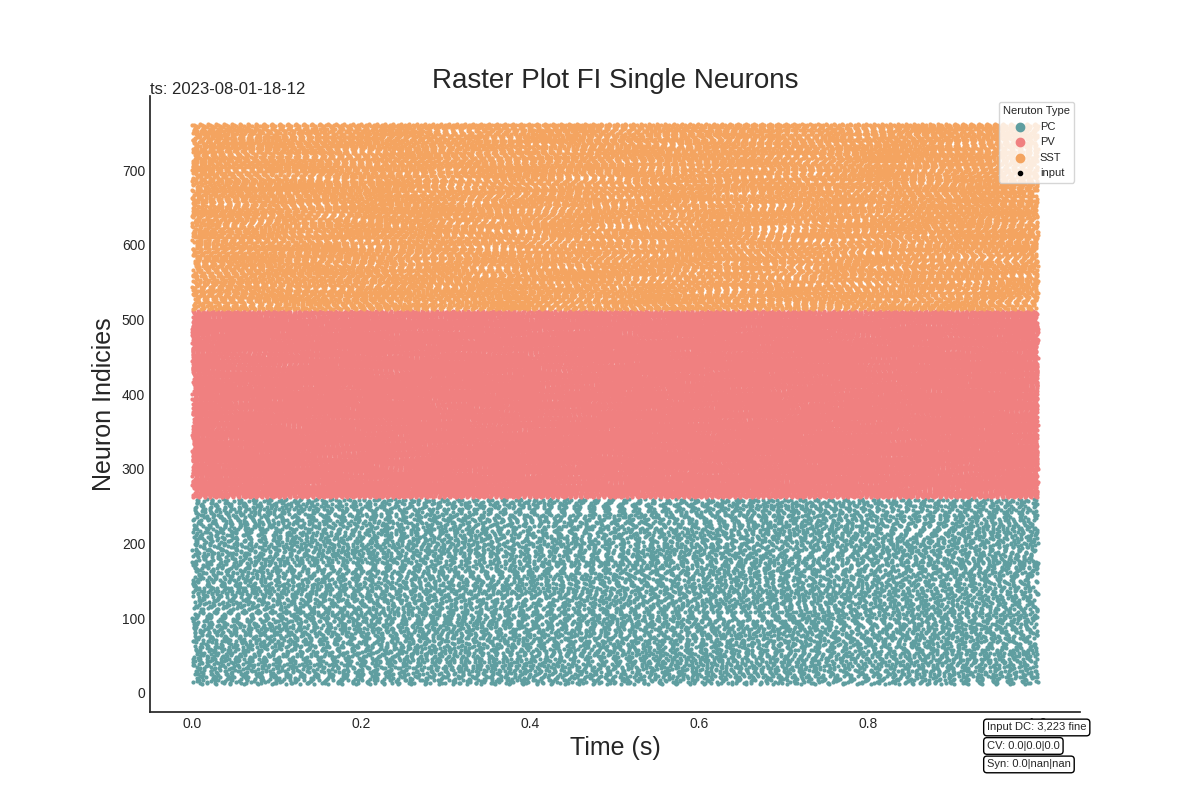 Raster Plot FI Single Neurons
ts: 2023-08-01-18-12
Neruton Type
PC
PV
SST
input
700
600
500
400
300
200
100
0
Neuron Indicies
0.0 0.2 0.4 0.6 0.8
Time (s)
Input DC: 3,223 fine
CV: 0.0|0.0|0.0
Syn: 0.0|nan|nan